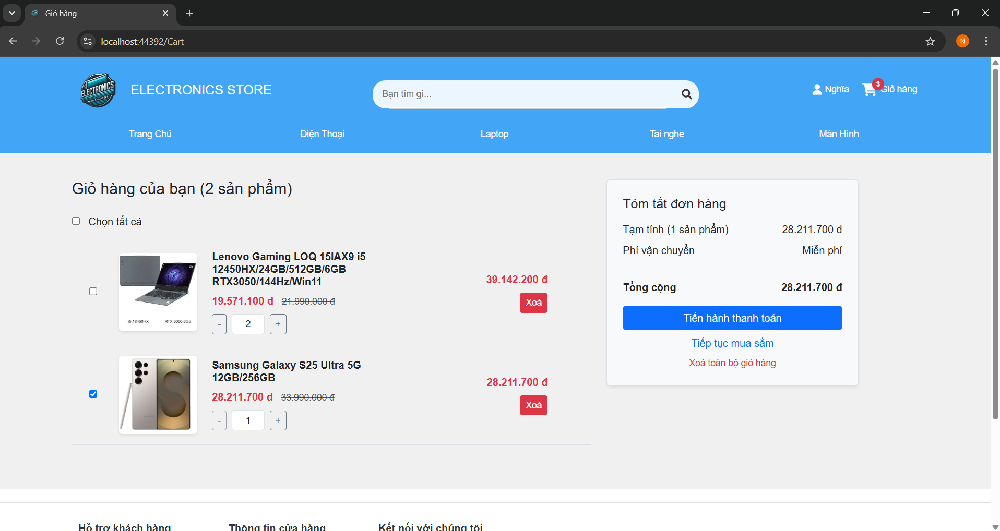 Giỏ hàng
localhost:44392/Cart
N
ELECTRONICS
PHONES - LAPTOPS
ELECTRONICS STORE
Bạn tìm gì...
Nghĩa
3
Giỏ hàng
Trang Chủ
Điện Thoại
Laptop
Tai nghe
Màn Hình
Giỏ hàng của bạn (2 sản phẩm)
Chọn tất cả
Lenovo Gaming LOQ 15IAX9 i5
12450HX/24GB/512GB/6GB
RTX3050/144Hz/Win11
19.571.100 đ 21.990.000 đ
- 2 +
39.142.200 đ
Xoá
i5 12450HX RTX 3050 6GB
Samsung Galaxy S25 Ultra 5G
12GB/256GB
28.211.700 đ 33.990.000 đ
- 1 +
28.211.700 đ
Xoá
Tóm tắt đơn hàng
Tạm tính (1 sản phẩm) 28.211.700 đ
Phí vận chuyển Miễn phí
Tổng cộng 28.211.700 đ
Tiến hành thanh toán
Tiếp tục mua sắm
Xoá toàn bộ giỏ hàng
Hỗ trợ khách hàng
Thông tin cửa hàng
Kết nối với chúng tôi